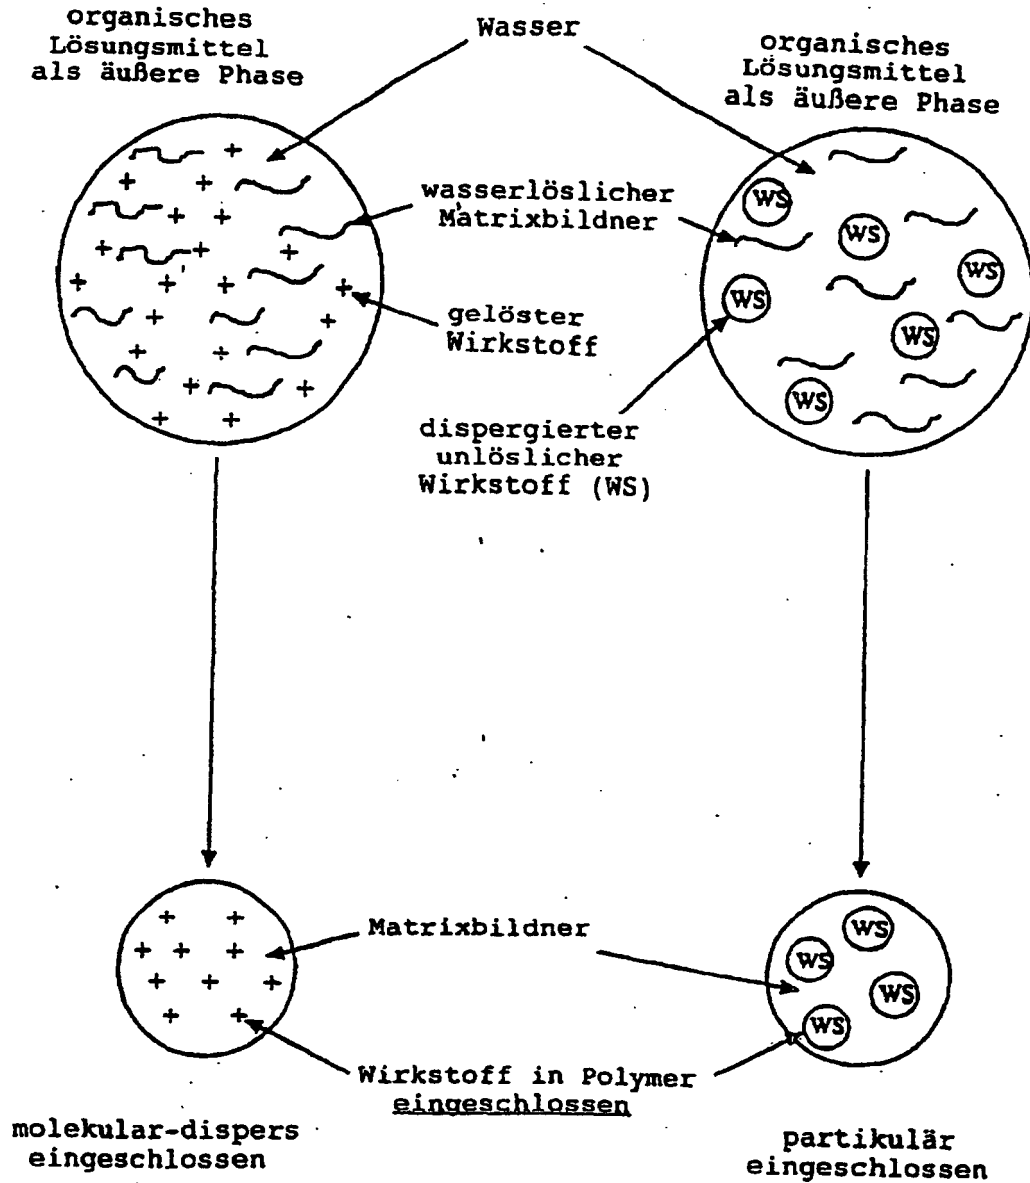 organisches
Lösungsmittel
als äußere Phase
Wasser
organisches
Lösungsmittel
als äußere Phase
wasserlöslicher
Matrixbildner
gelöster
Wirkstoff
dispergierter
unlöslicher
Wirkstoff (WS)
WS
WS
WS
WS
WS
WS
Matrixbildner
WS
WS
WS
WS
Wirkstoff in Polymer
eingeschlossen
molekular-dispers
eingeschlossen
partikulär
eingeschlossen